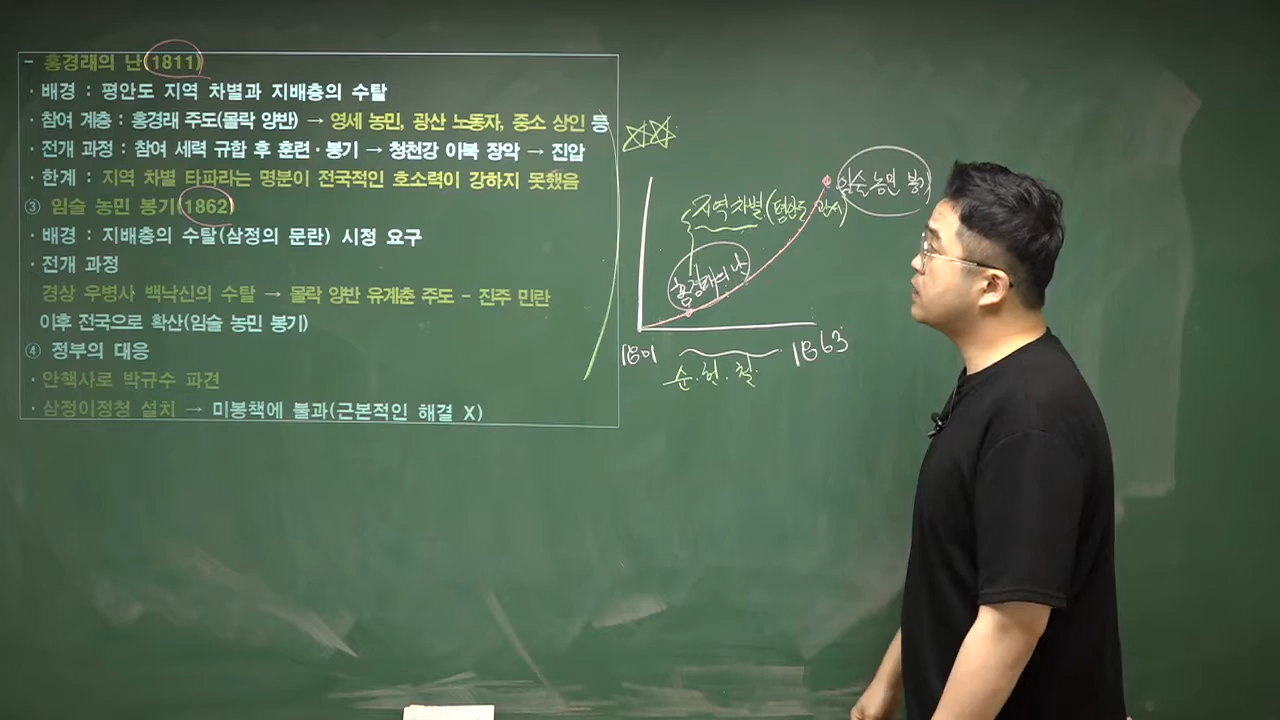 - 홍경래의 난(1811)
· 배경 : 평안도 지역 차별과 지배층의 수탈
· 참여 계층 : 홍경래 주도(몰락 양반) → 영세 농민, 광산 노동자, 중소 상인 등
· 전개 과정 : 참여 세력 규합 후 훈련·봉기 → 청천강 이북 장악 → 진압
· 한계 : 지역 차별 타파라는 명분이 전국적인 호소력이 강하지 못했음
③ 임술 농민 봉기(1862)
· 배경 : 지배층의 수탈(삼정의 문란) 시정 요구
· 전개 과정
경상 우병사 백낙신의 수탈 → 몰락 양반 유계춘 주도 - 진주 민란
이후 전국으로 확산(임술 농민 봉기)
④ 정부의 대응
· 안핵사로 박규수 파견
· 삼정이정청 설치 → 미봉책에 불과(근본적인 해결 X)
임술 농민 봉기
지역 차별 (평안도
홍경래의 난
1801
1863
순.헌.철.